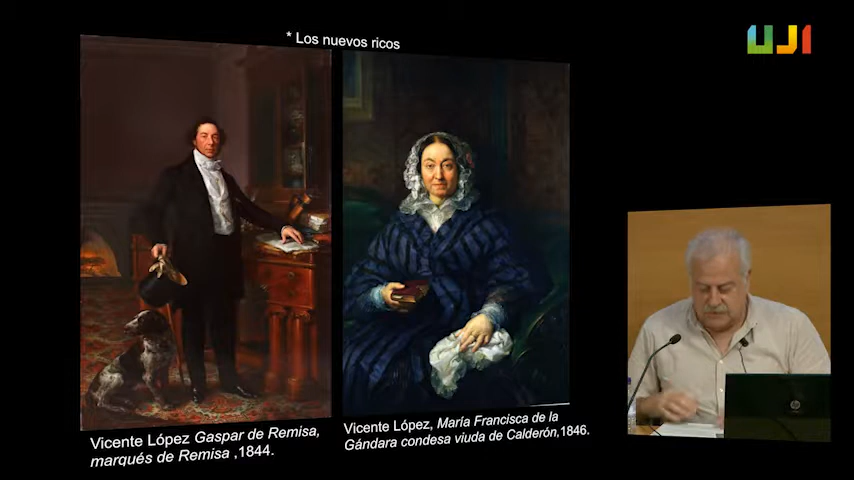 * Los nuevos ricos
UJI
Vicente López Gaspar de Remisa,
marqués de Remisa ,1844.
Vicente López, María Francisca de la
Gándara condesa viuda de Calderón,1846.
hp